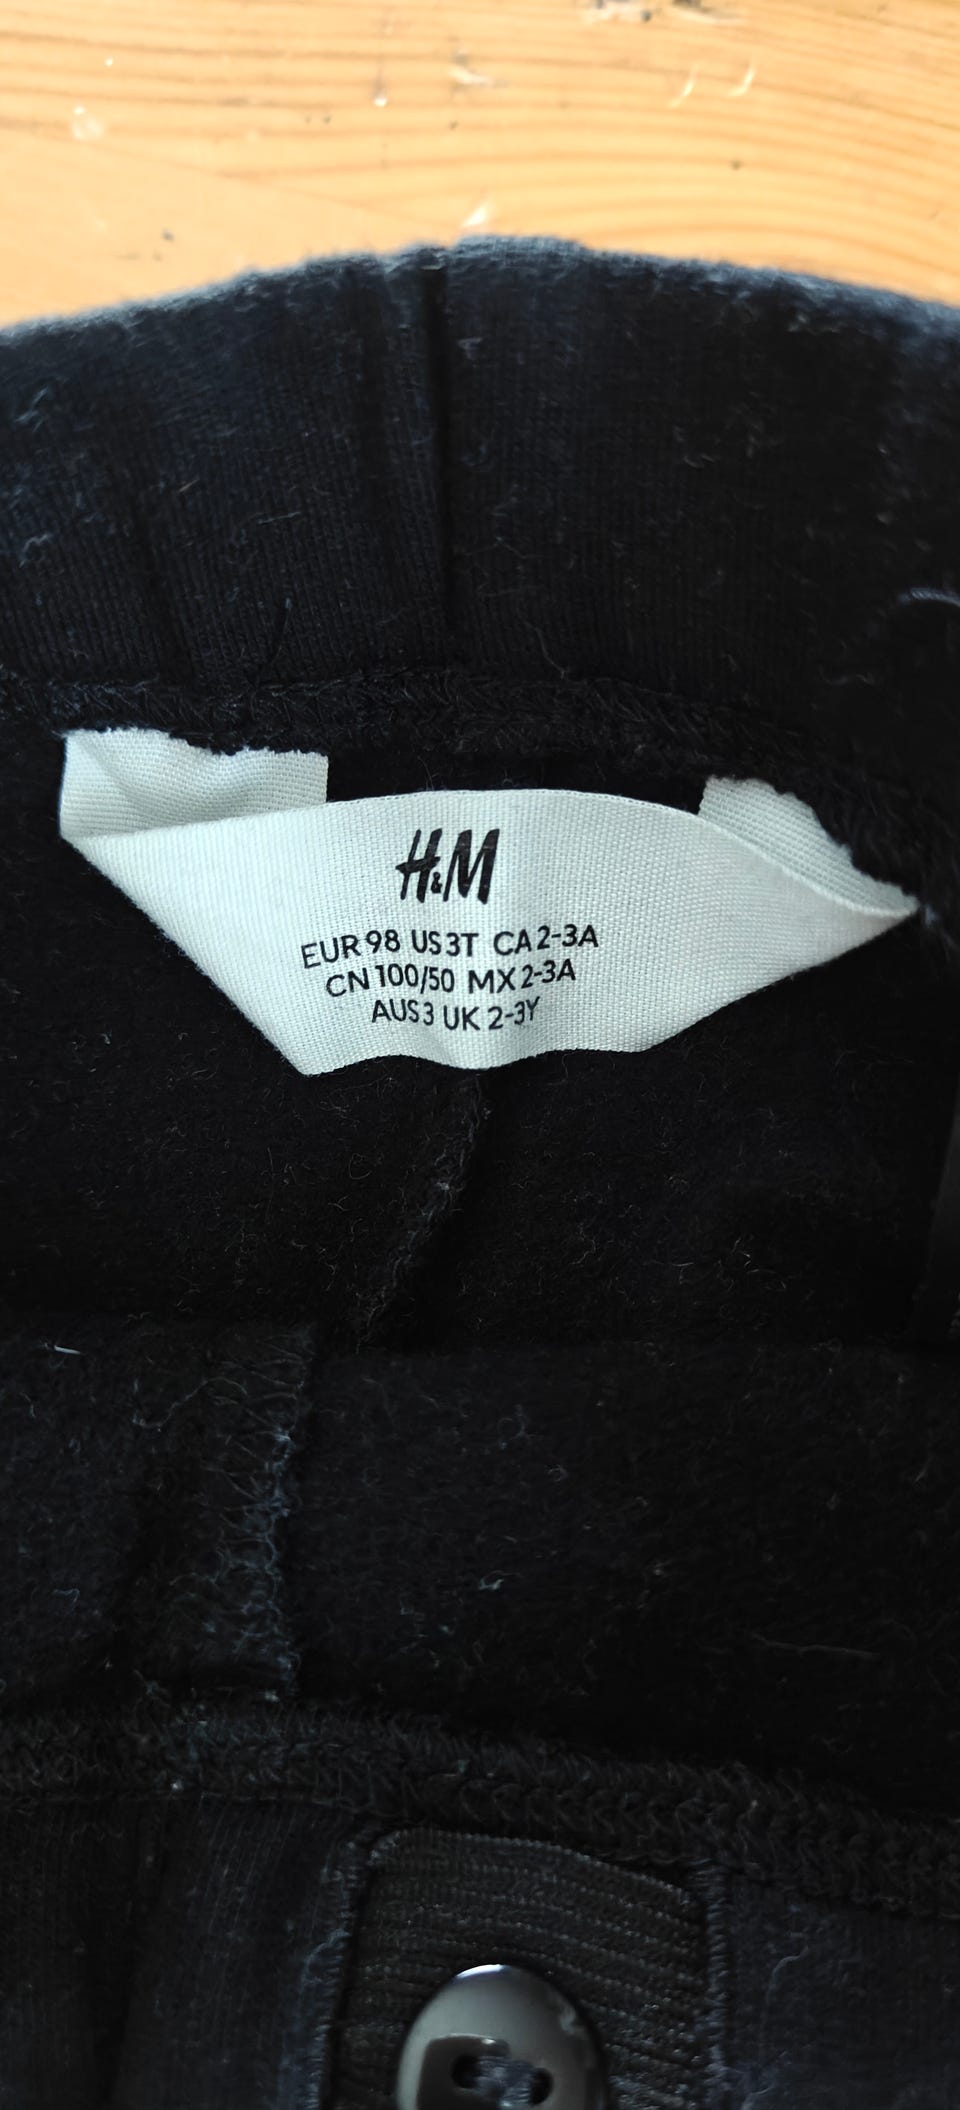 H&M
EUR 98 US 3T CA 2-3A
CN 100/50 MX 2-3A
AUS 3 UK 2-3Y